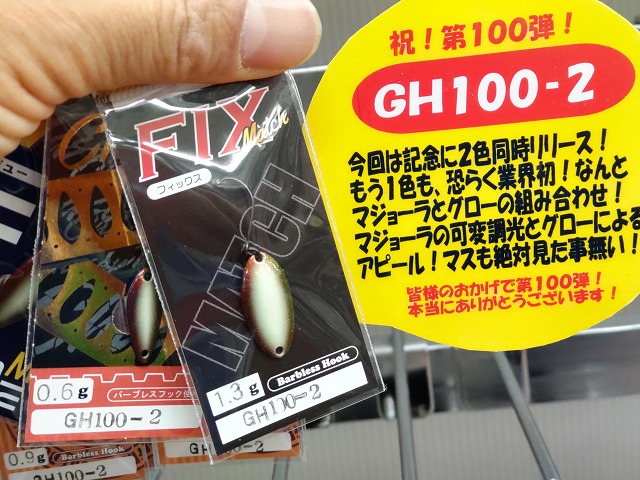 祝！第100弾！
GH100-2
今回は記念に2色同時リリース！
もう1色も、恐らく業界初！なんと
マジョーラとグローの組み合わせ！
マジョーラの可変調光とグローによる
アピール！マスも絶対見た事無い！
皆様のおかげで第100弾！
本当にありがとうございます！
FIX
Match
フィックス
MATCH
1.3g
Barbless Hook
GH100-2
0.6g
バーブレスフック使
GH100-2
0.9g
Barbless Hook
GH100-2